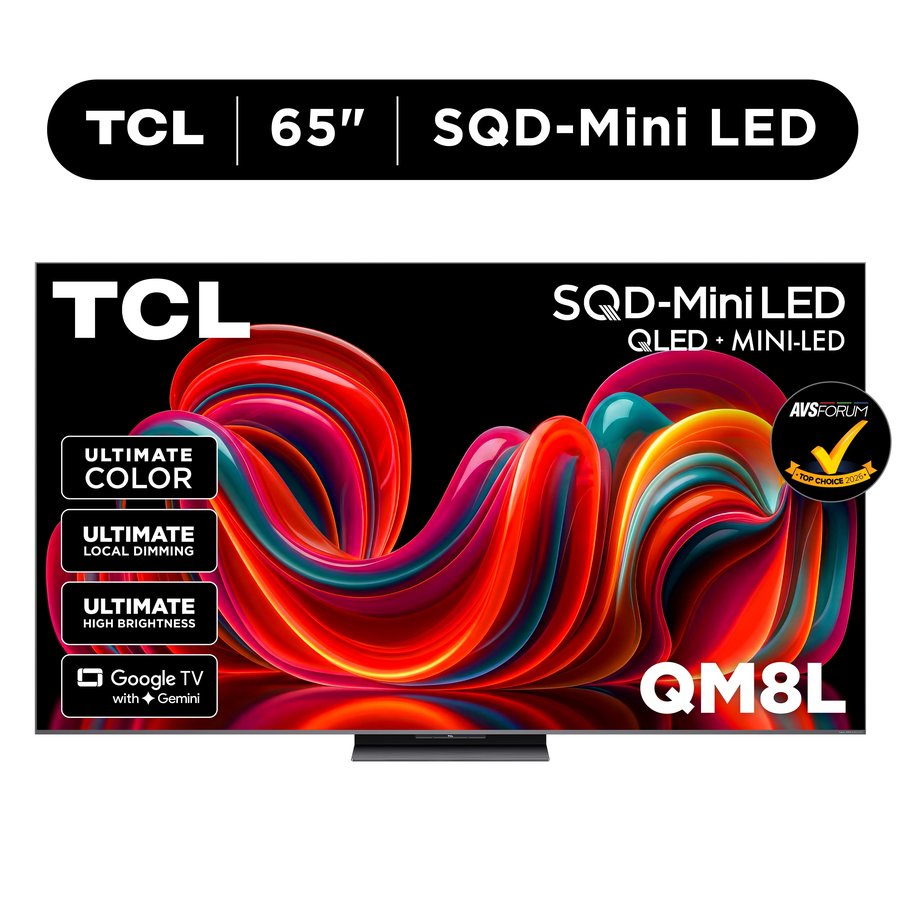 TCL | 65" | SQD-Mini LED
TCL
SQD-Mini LED
QLED + MINI-LED
AVSFORUM
TOP CHOICE 2026
ULTIMATE
COLOR
ULTIMATE
LOCAL DIMMING
ULTIMATE
HIGH BRIGHTNESS
Google TV
with Gemini
QM8L
TCL